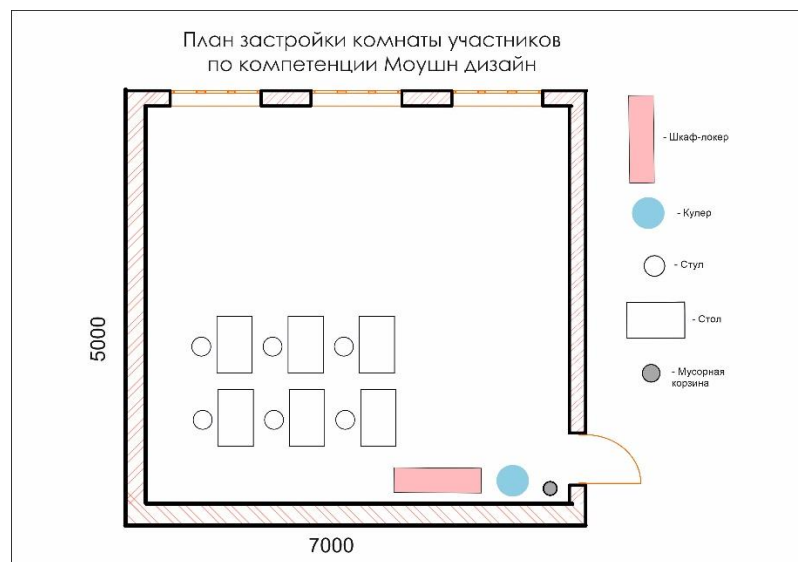 План застройки комнаты участников
по компетенции Моушн дизайн
- Шкаф-локер
- Кулер
- Стул
- Стол
- Мусорная
корзина
5000
7000